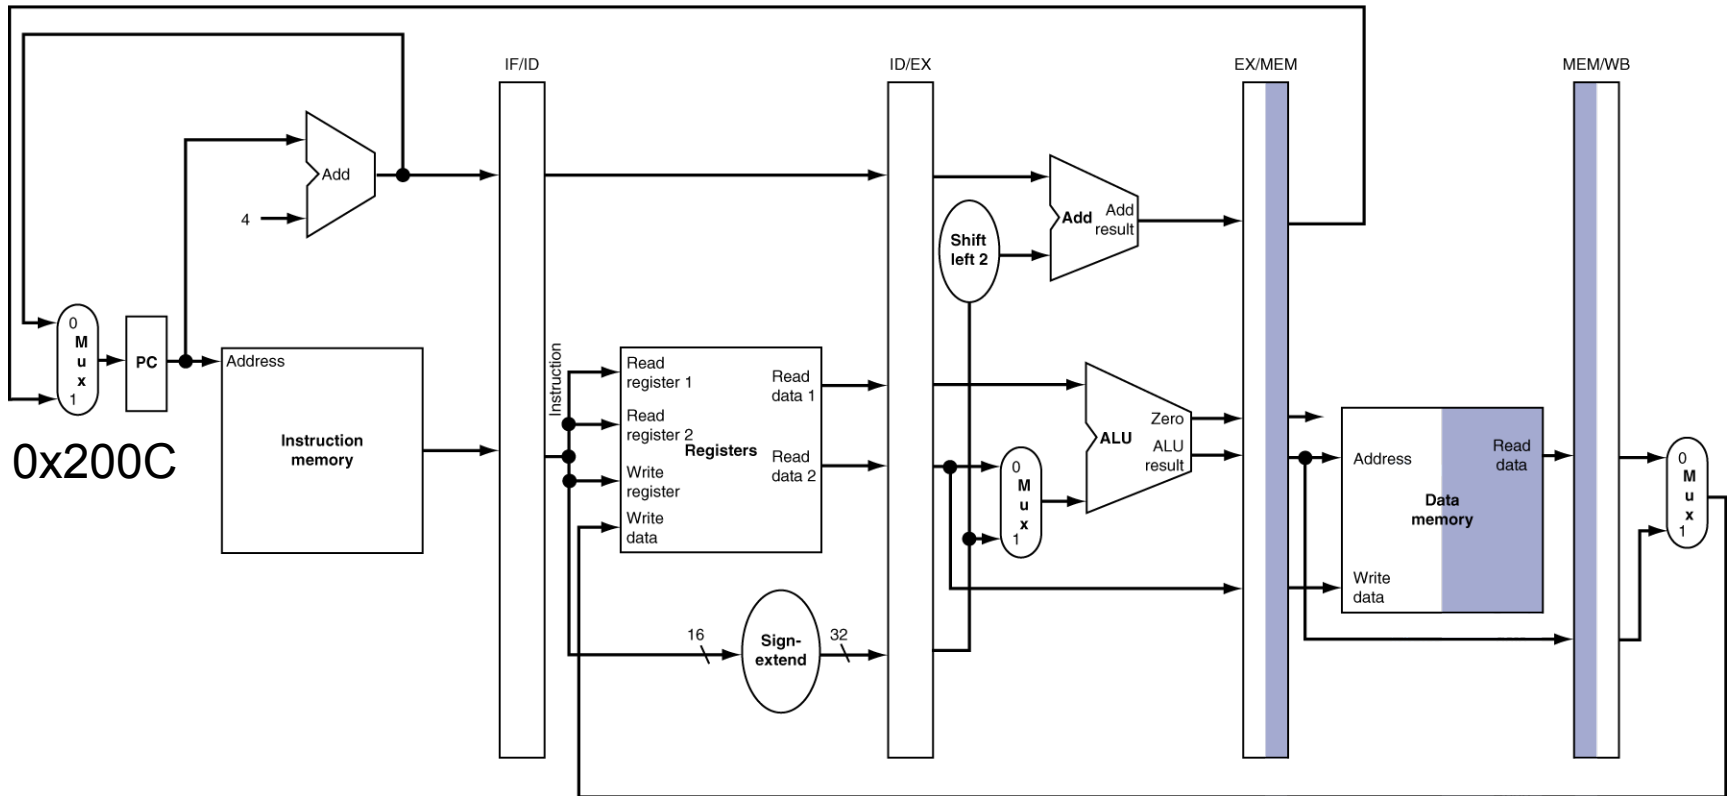 IF/ID
ID/EX
EX/MEM
MEM/WB
Add
4
Add
Add
result
Shift
left 2
0
M
u
x
1
PC
Address
Instruction
memory
Instruction
Read
register 1
Read
register 2
Write
register
Write
data
Registers
Read
data 1
Read
data 2
16
Sign-
extend
32
0
M
u
x
1
ALU
Zero
ALU
result
Address
Write
data
Data
memory
Read
data
0
M
u
x
1
0x200C